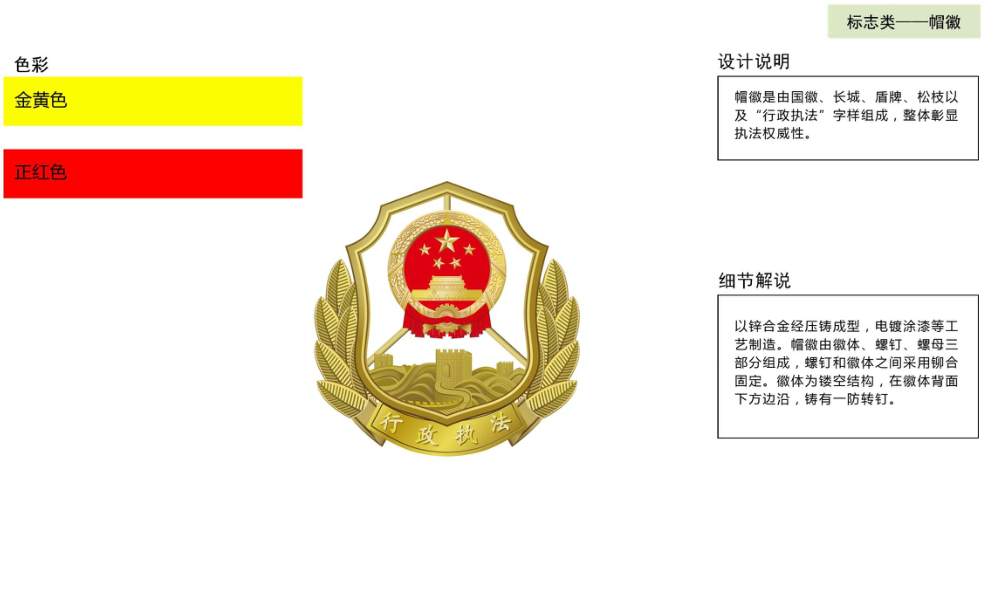 标志类——帽徽
色彩
金黄色
正红色
设计说明
帽徽是由国徽、长城、盾牌、松枝以
及“行政执法”字样组成，整体彰显
执法权威性。
行政执法
细节解说
以锌合金经压铸成型，电镀涂漆等工
艺制造。帽徽由徽体、螺钉、螺母三
部分组成，螺钉和徽体之间采用铆合
固定。徽体为镂空结构，在徽体背面
下方边沿，铸有一防转钉。